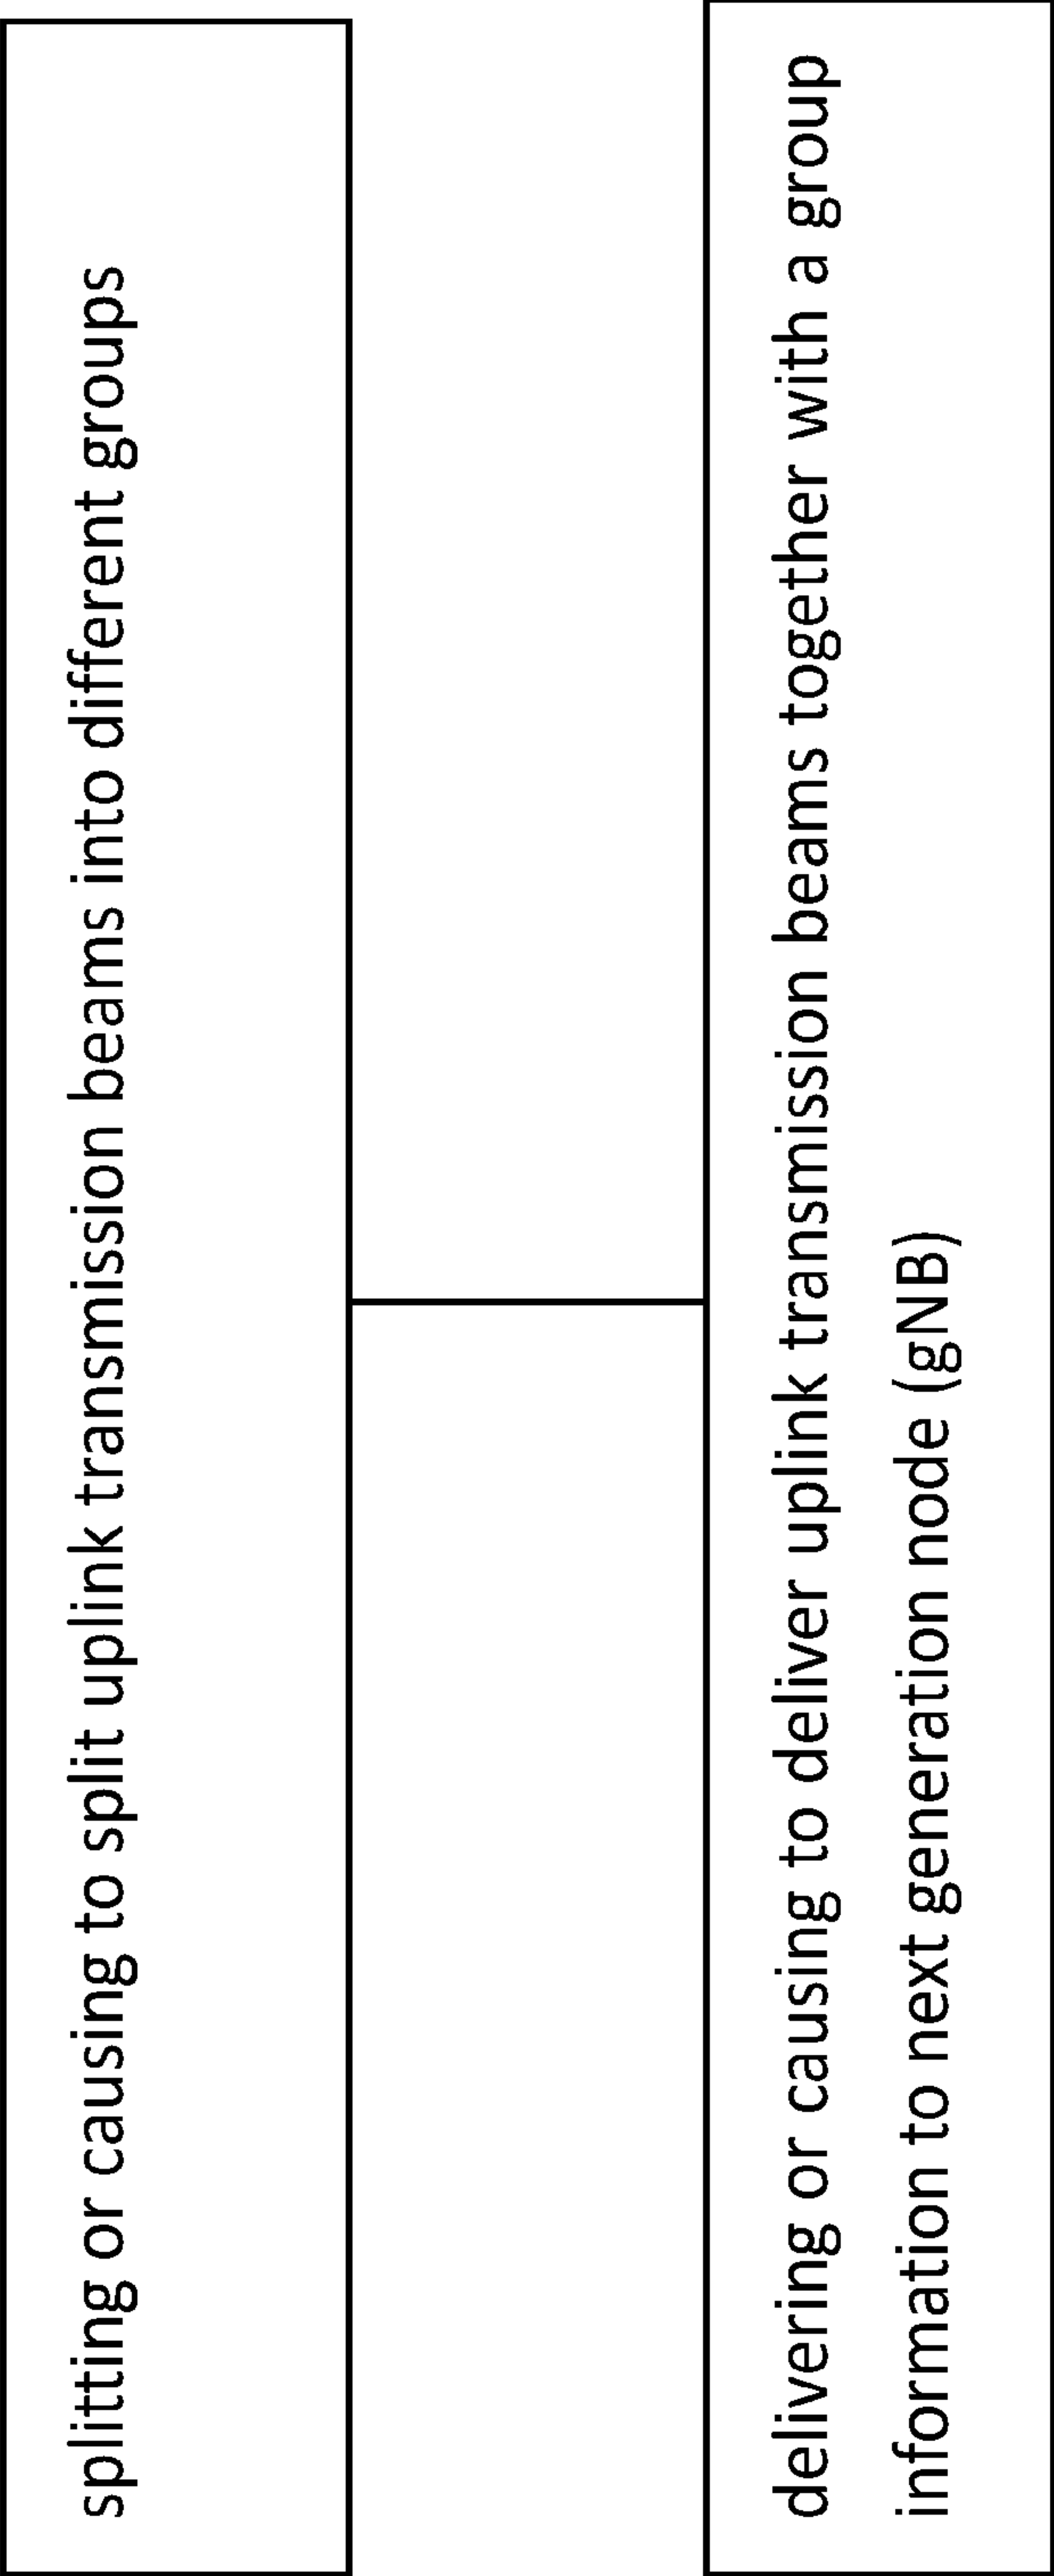 splitting or causing to split uplink transmission beams into different groups
delivering or causing to deliver uplink transmission beams together with a group
information to next generation node (gNB)